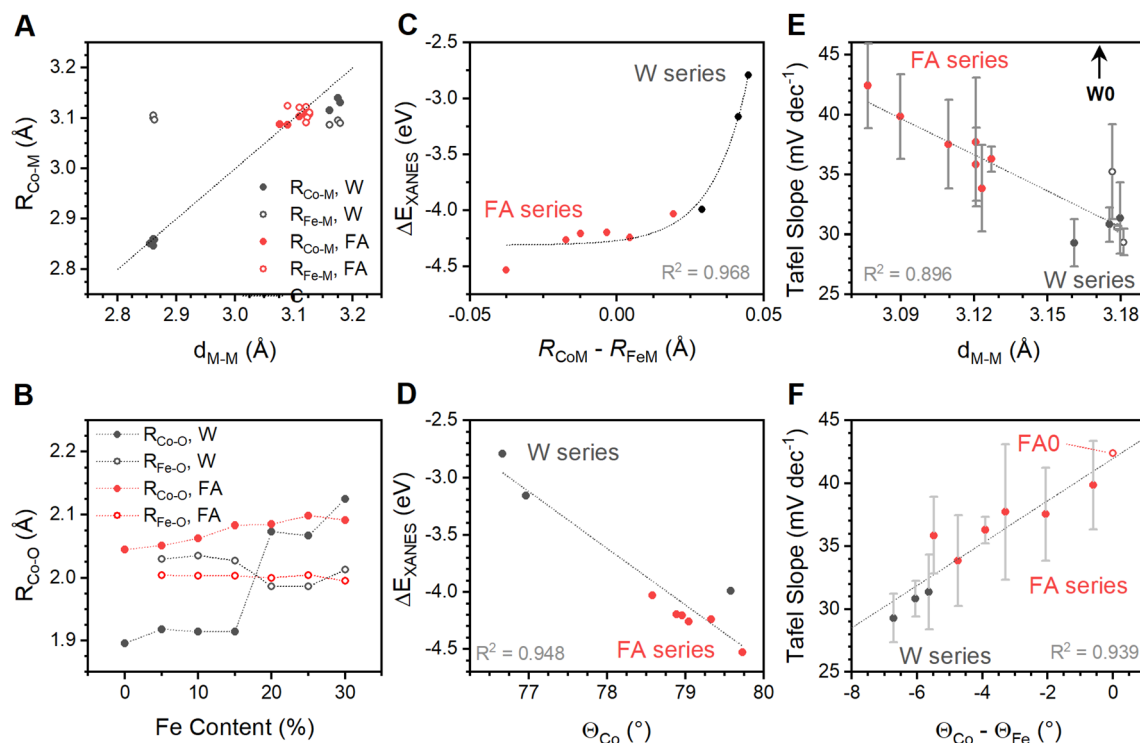 A
3.2
3.1
3.0
2.9
2.8
R_Co-M (Å)
R_Co-M, W
R_Fe-M, W
R_Co-M, FA
R_Fe-M, FA
C
2.8 2.9 3.0 3.1 3.2
d_M-M (Å)
C
-2.5
-3.0
-3.5
-4.0
-4.5
ΔE_XANES (eV)
W series
FA series
R² = 0.968
-0.05 0.00 0.05
R_CoM - R_FeM (Å)
E
45
40
35
30
25
Tafel Slope (mV dec⁻¹)
FA series
W0
W series
R² = 0.896
3.09 3.12 3.15 3.18
d_M-M (Å)
B
2.2
2.1
2.0
1.9
R_Co-O (Å)
R_Co-O, W
R_Fe-O, W
R_Co-O, FA
R_Fe-O, FA
0 10 20 30
Fe Content (%)
D
-2.5
-3.0
-3.5
-4.0
-4.5
ΔE_XANES (eV)
W series
FA series
R² = 0.948
77 78 79 80
Θ_Co (°)
F
45
40
35
30
25
Tafel Slope (mV dec⁻¹)
FA0
FA series
W series
R² = 0.939
-8 -6 -4 -2 0
Θ_Co - Θ_Fe (°)